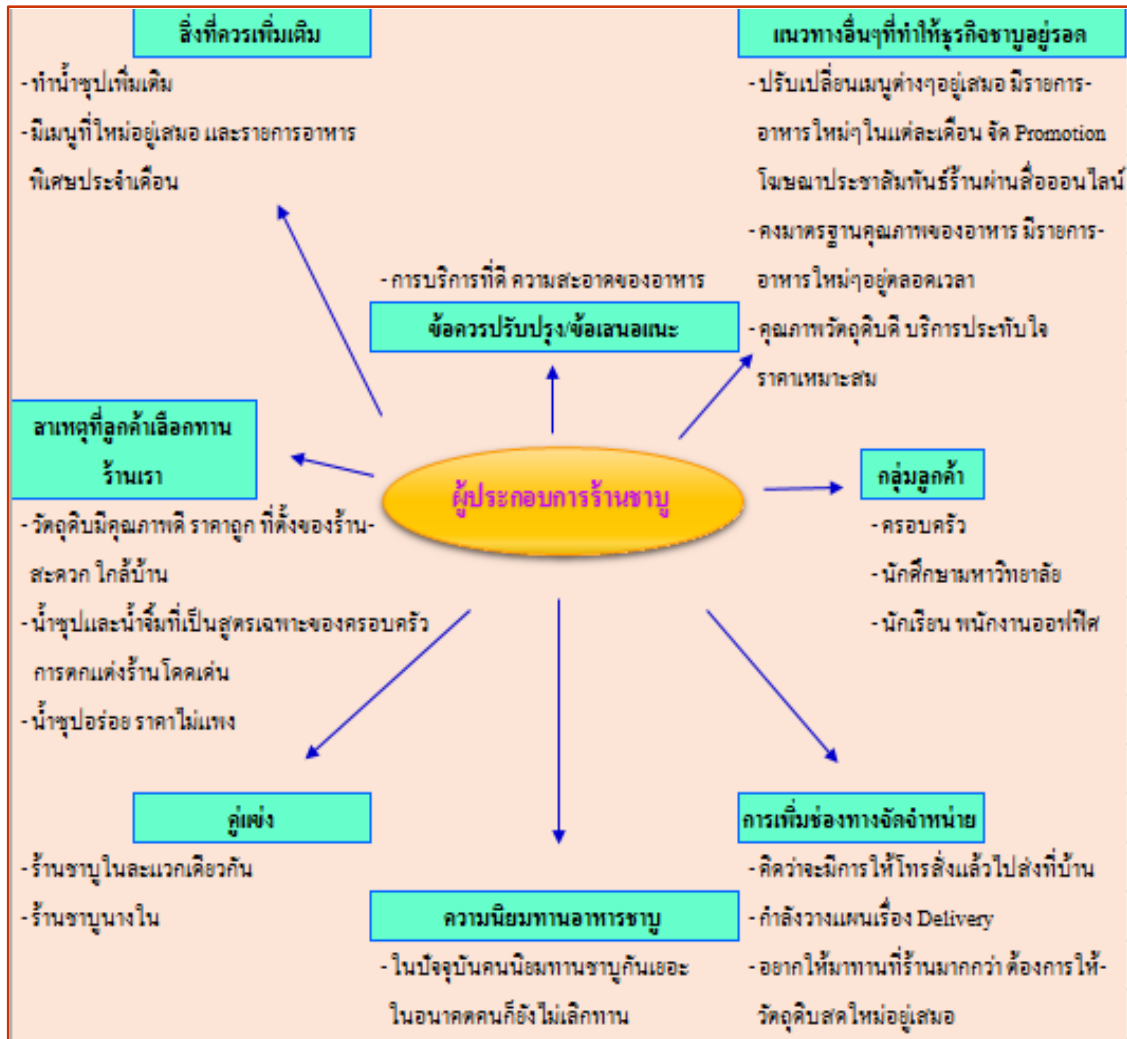 สิ่งที่ควรเพิ่มเติม
- ทำน้ำซุปเพิ่มเติม
- มีเมนูที่ใหม่อยู่เสมอ และรายการอาหาร
พิเศษประจำเดือน
แนวทางอื่นๆที่ทำให้ธุรกิจชาบูอยู่รอด
- ปรับเปลี่ยนเมนูต่างๆอยู่เสมอ มีรายการ-
อาหารใหม่ๆในแต่ละเดือน จัด Promotion
โฆษณาประชาสัมพันธ์ร้านผ่านสื่อออนไลน์
- คงมาตรฐานคุณภาพของอาหาร มีรายการ-
อาหารใหม่ๆอยู่ตลอดเวลา
- คุณภาพวัตถุดิบดี บริการประทับใจ
ราคาเหมาะสม
- การบริการที่ดี ความสะอาดของอาหาร
ข้อควรปรับปรุง/ข้อเสนอแนะ
สาเหตุที่ลูกค้าเลือกทาน
ร้านเรา
- วัตถุดิบมีคุณภาพดี ราคาถูก ที่ตั้งของร้าน-
สะดวก ใกล้บ้าน
- น้ำซุปและน้ำจิ้มที่เป็นสูตรเฉพาะของครอบครัว
การตกแต่งร้านโดดเด่น
- น้ำซุปอร่อย ราคาไม่แพง
ผู้ประกอบการร้านชาบู
กลุ่มลูกค้า
- ครอบครัว
- นักศึกษามหาวิทยาลัย
- นักเรียน พนักงานออฟฟิศ
คู่แข่ง
- ร้านชาบูในละแวกเดียวกัน
- ร้านชาบูนางใน
ความนิยมทานอาหารชาบู
- ในปัจจุบันคนนิยมทานชาบูกันเยอะ
ในอนาคตคนก็ยังไม่เลิกทาน
การเพิ่มช่องทางจัดจำหน่าย
- คิดว่าจะมีการให้โทรสั่งแล้วไปส่งที่บ้าน
- กำลังวางแผนเรื่อง Delivery
- อยากให้มาทานที่ร้านมากกว่า ต้องการให้-
วัตถุดิบสดใหม่อยู่เสมอ